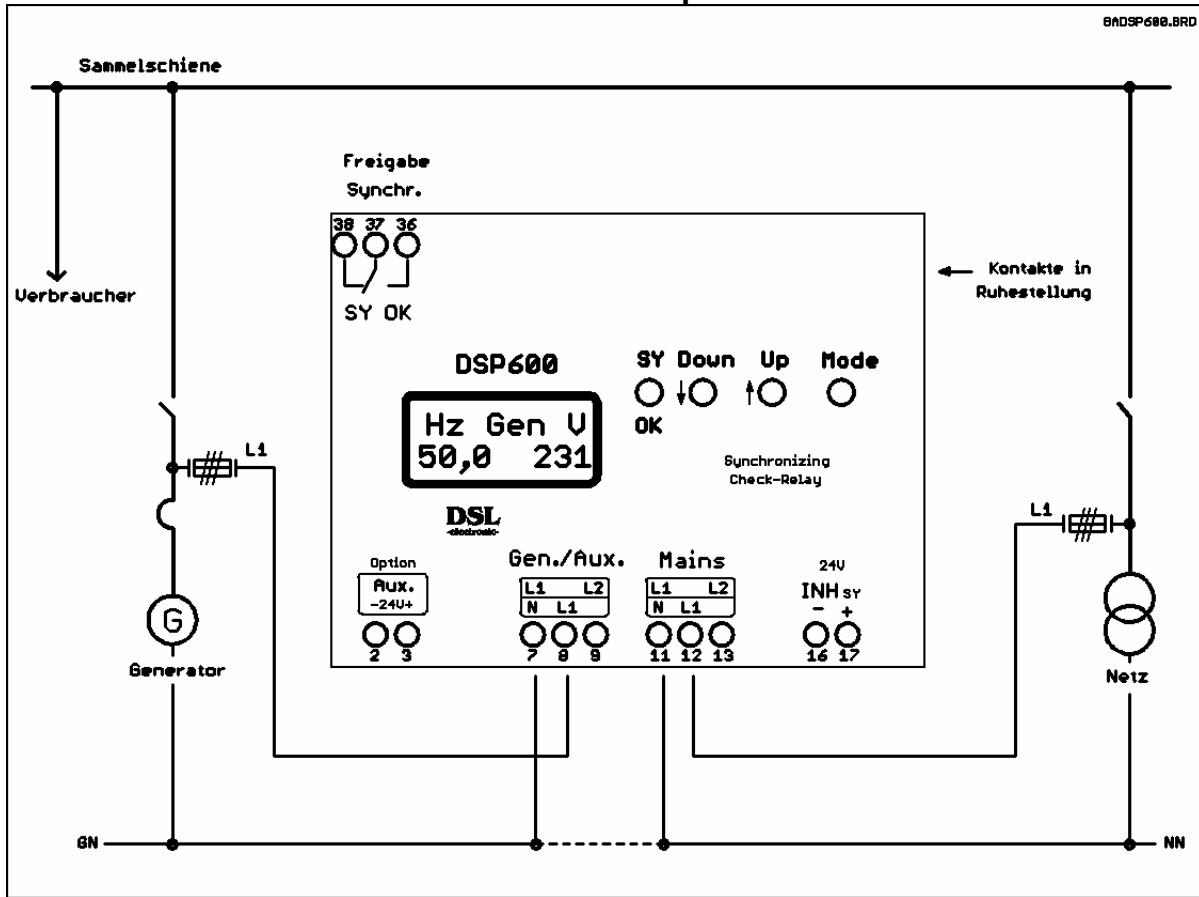 8ADSP600.BRD
Sammelschiene
Freigabe
Synchr.
38 37 36
SY OK
Kontakte in
Ruhestellung
Verbraucher
DSP600
SY Down Up Mode
OK
Hz Gen V
50,0 231
Synchronizing
Check-Relay
L1
L1
DSL
-electronic-
Option
Aux.
-24V+
2 3
Gen./Aux.
L1 L2
N L1
7 8 9
Mains
L1 L2
N L1
11 12 13
24V
INH SY
- +
16 17
G
Generator
Netz
GN
NN